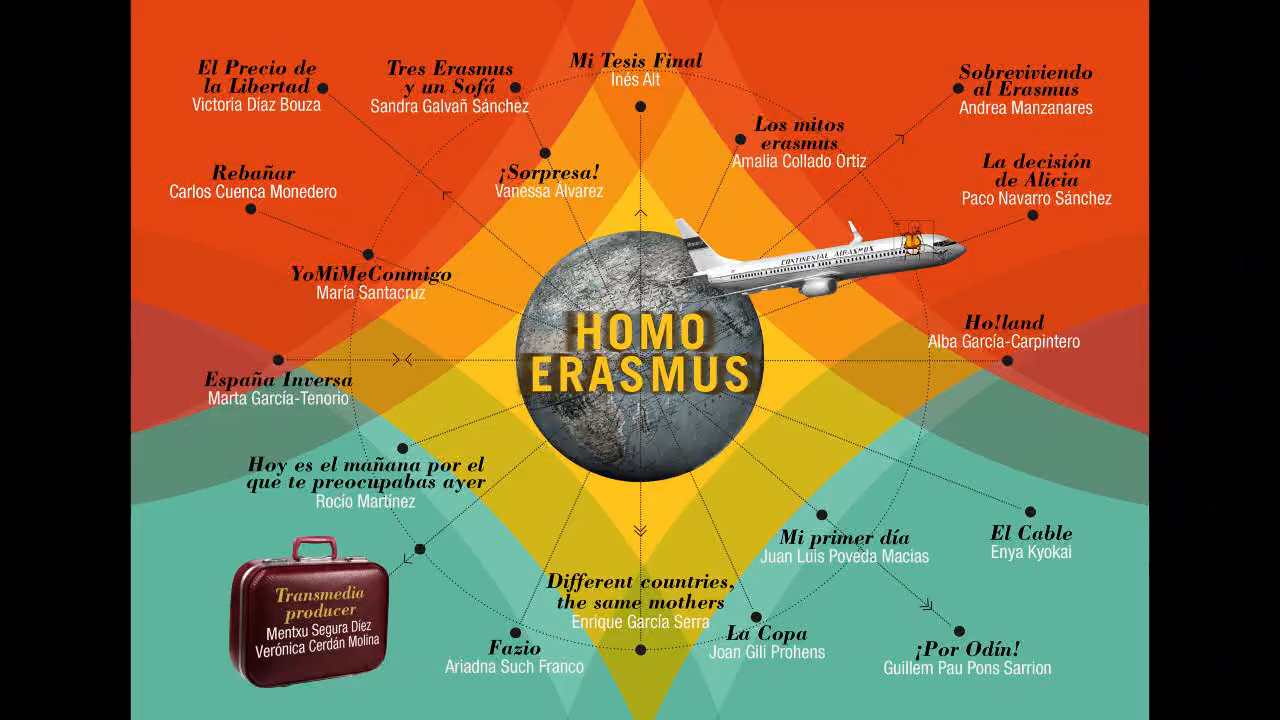 El Precio de
la Libertad
Victoria Díaz Bouza
Tres Erasmus
y un Sofá
Sandra Galvañ Sánchez
Mi Tesis Final
Inés Alt
Sobreviviendo
al Erasmus
Andrea Manzanares
Los mitos
erasmus
Amalia Collado Ortiz
Rebañar
Carlos Cuenca Monedero
¡Sorpresa!
Vanessa Álvarez
La decisión
de Alicia
Paco Navarro Sánchez
YoMiMeConmigo
María Santacruz
CONTINENTAL AIRASMUS
HOMO
ERASMUS
Ho!land
Alba García-Carpintero
España Inversa
Marta García-Tenorio
Hoy es el mañana por el
que te preocupabas ayer
Rocío Martínez
Mi primer día
Juan Luis Poveda Macias
El Cable
Enya Kyokai
Transmedia
producer
Mentxu Segura Díez
Verónica Cerdán Molina
Different countries,
the same mothers
Enrique García Serra
Fazio
Ariadna Such Franco
La Copa
Joan Gili Prohens
¡Por Odín!
Guillem Pau Pons Sarrion